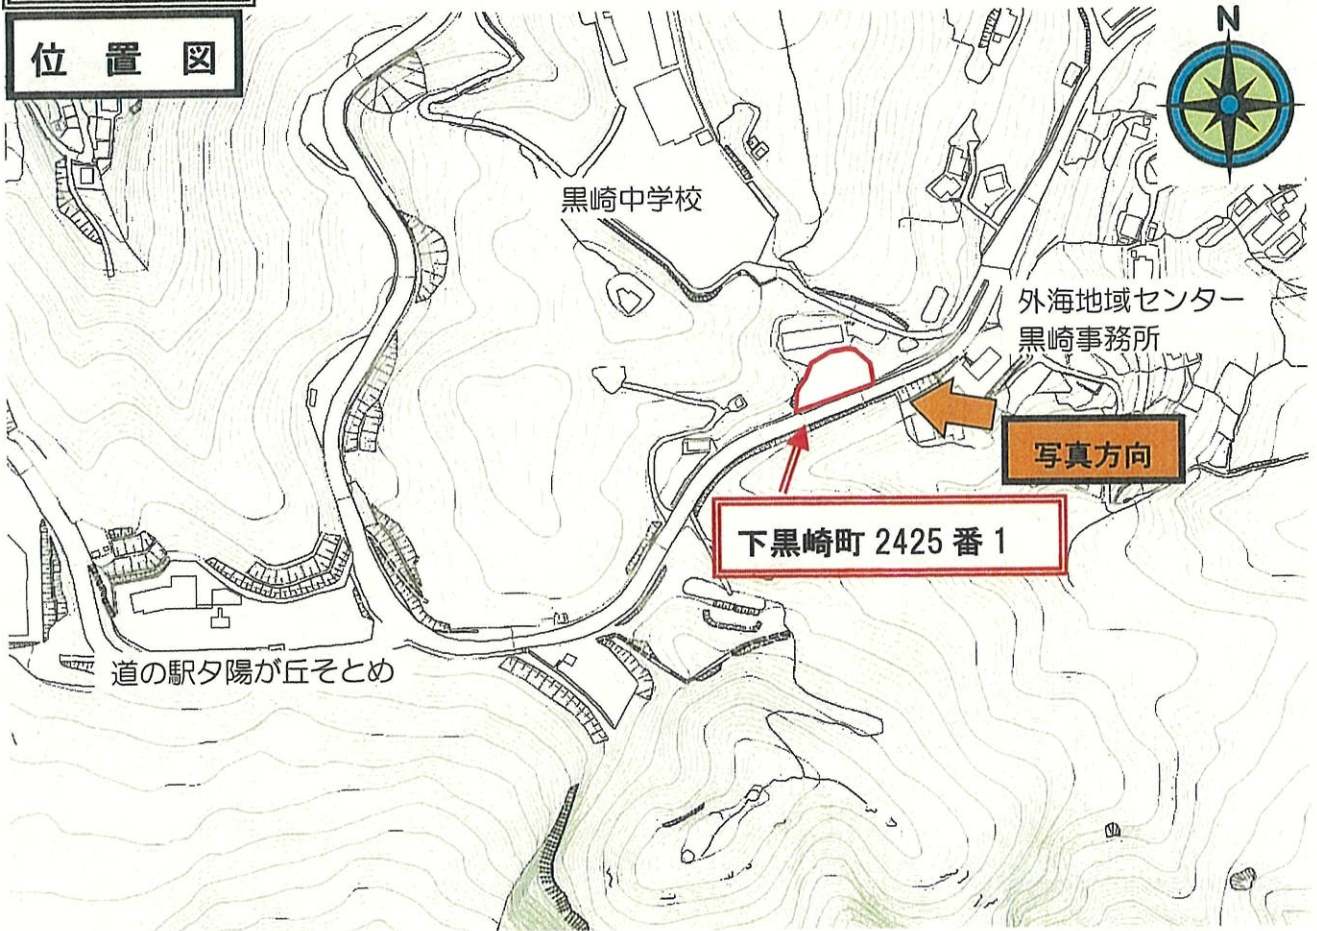 位置図
N
黒崎中学校
外海地域センター
黒崎事務所
写真方向
下黒崎町 2425 番 1
道の駅夕陽が丘そとめ